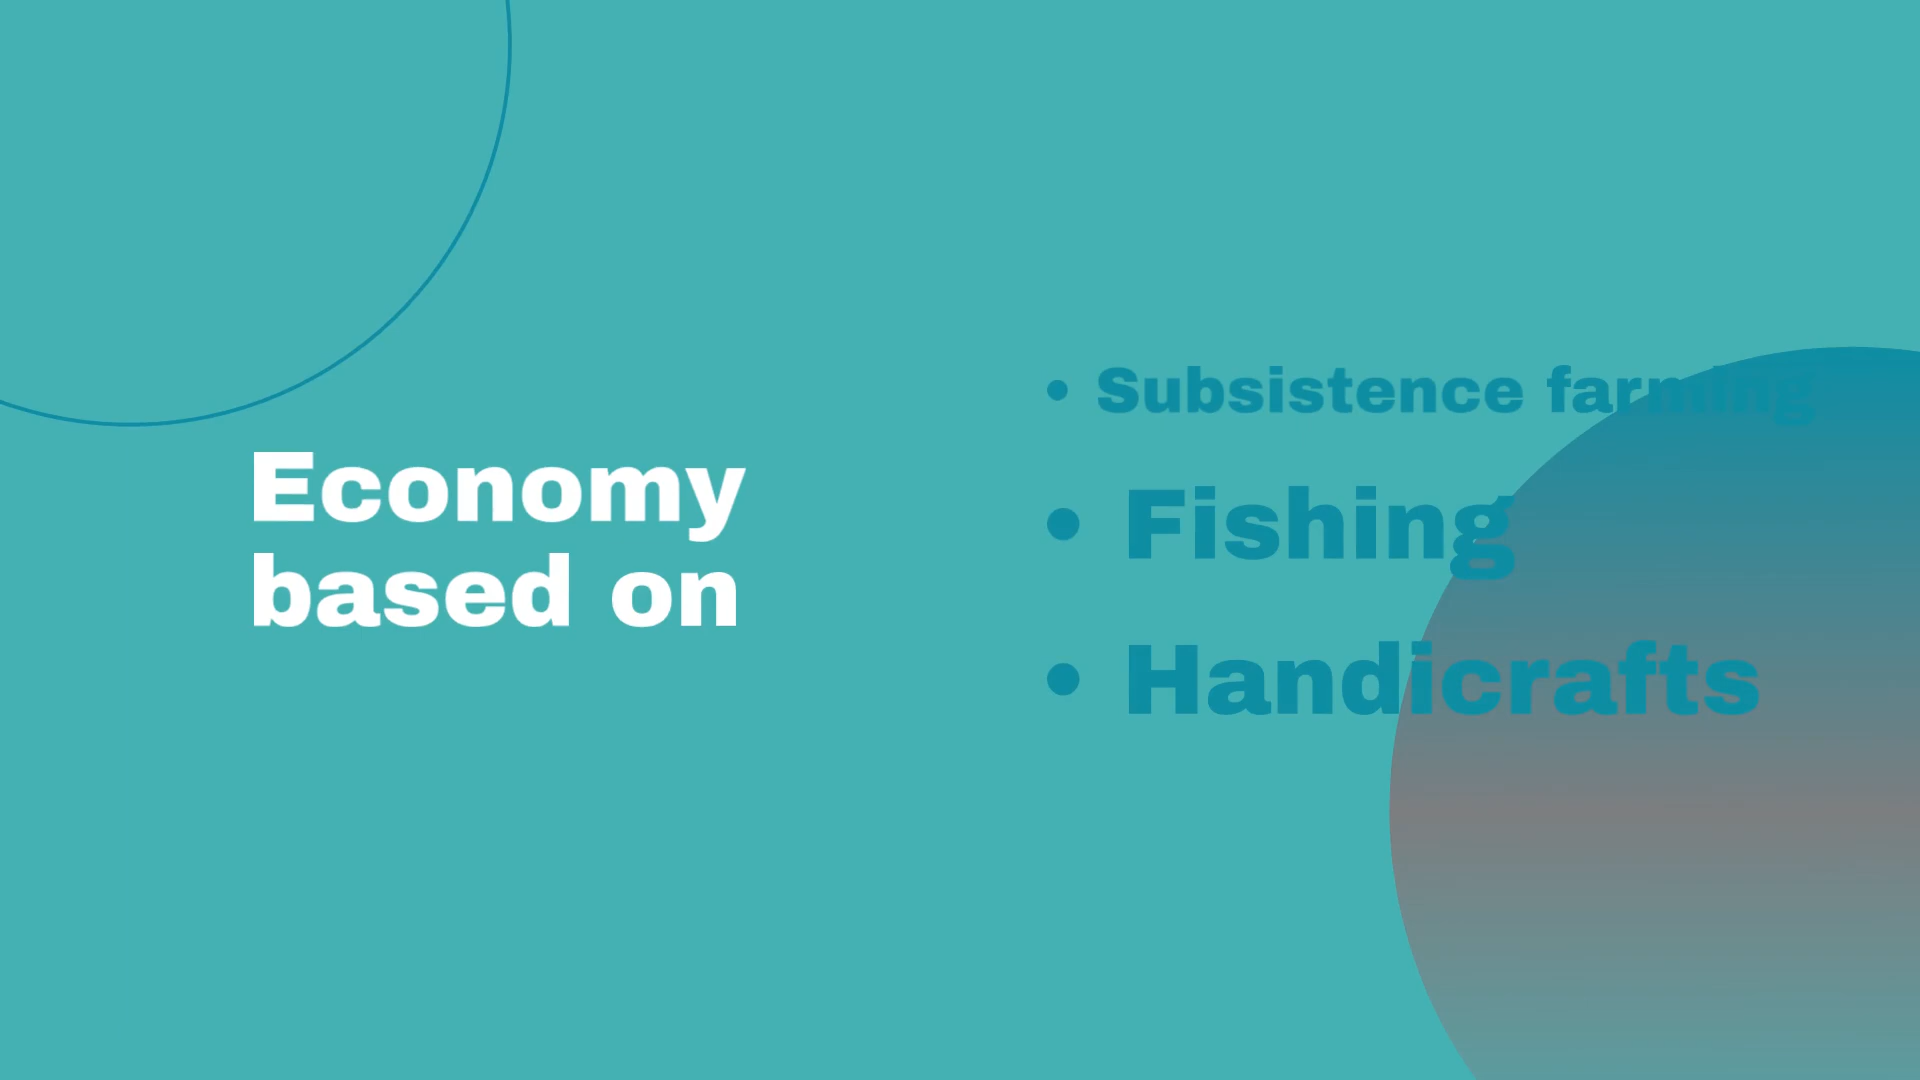 Economy
based on
• Subsistence farming
• Fishing
• Handicrafts